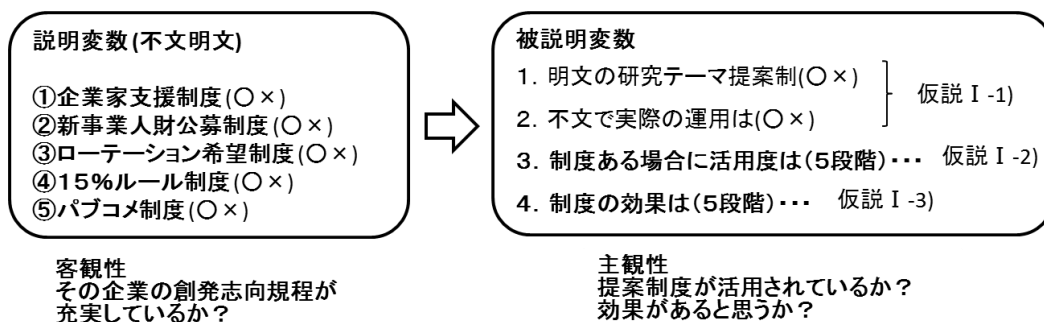 説明変数(不文明文)
①企業家支援制度(〇×)
②新事業人財公募制度(〇×)
③ローテーション希望制度(〇×)
④15%ルール制度(〇×)
⑤パブコメ制度(〇×)
客観性
その企業の創発志向規程が
充実しているか?
被説明変数
1. 明文の研究テーマ提案制(〇×)
2. 不文で実際の運用は(〇×)
仮説Ⅰ-1)
3. 制度ある場合に活用度は(5段階)・・・ 仮説Ⅰ-2)
4. 制度の効果は(5段階)・・・ 仮説Ⅰ-3)
主観性
提案制度が活用されているか?
効果があると思うか?